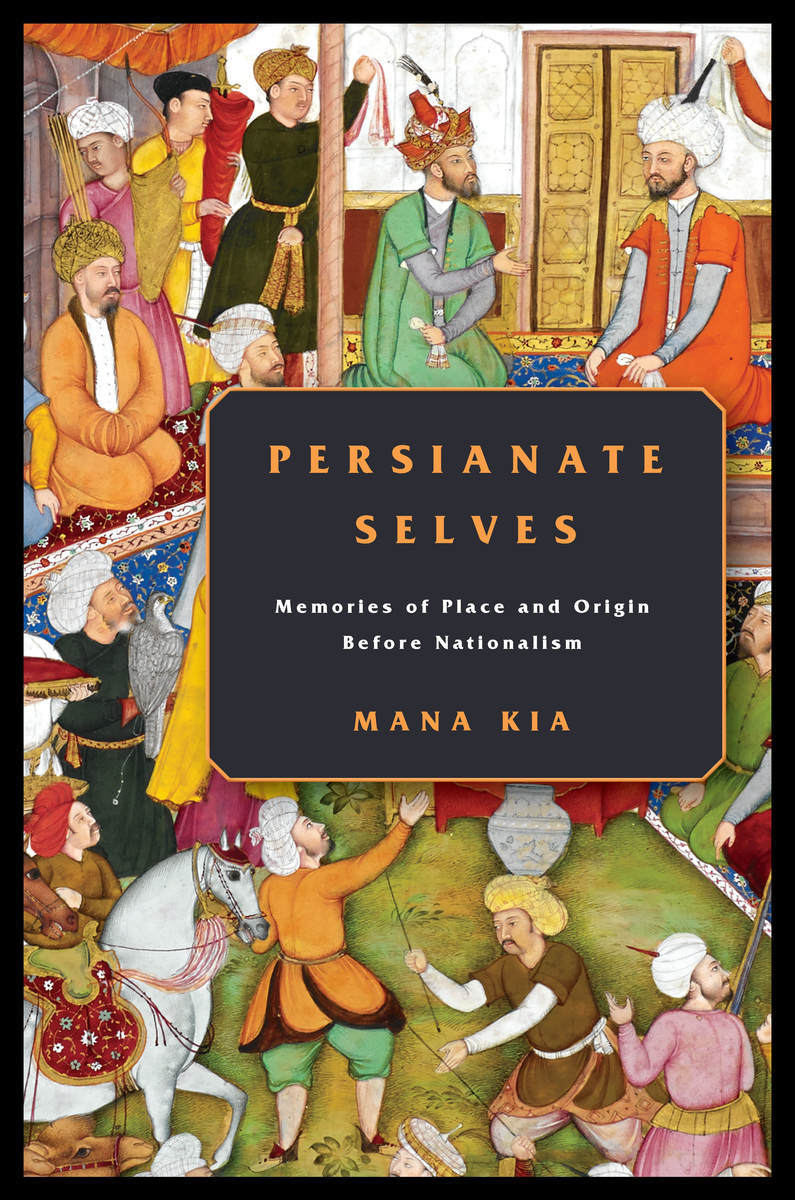 PERSIANATE
SELVES
Memories of Place and Origin
Before Nationalism
MANA KIA